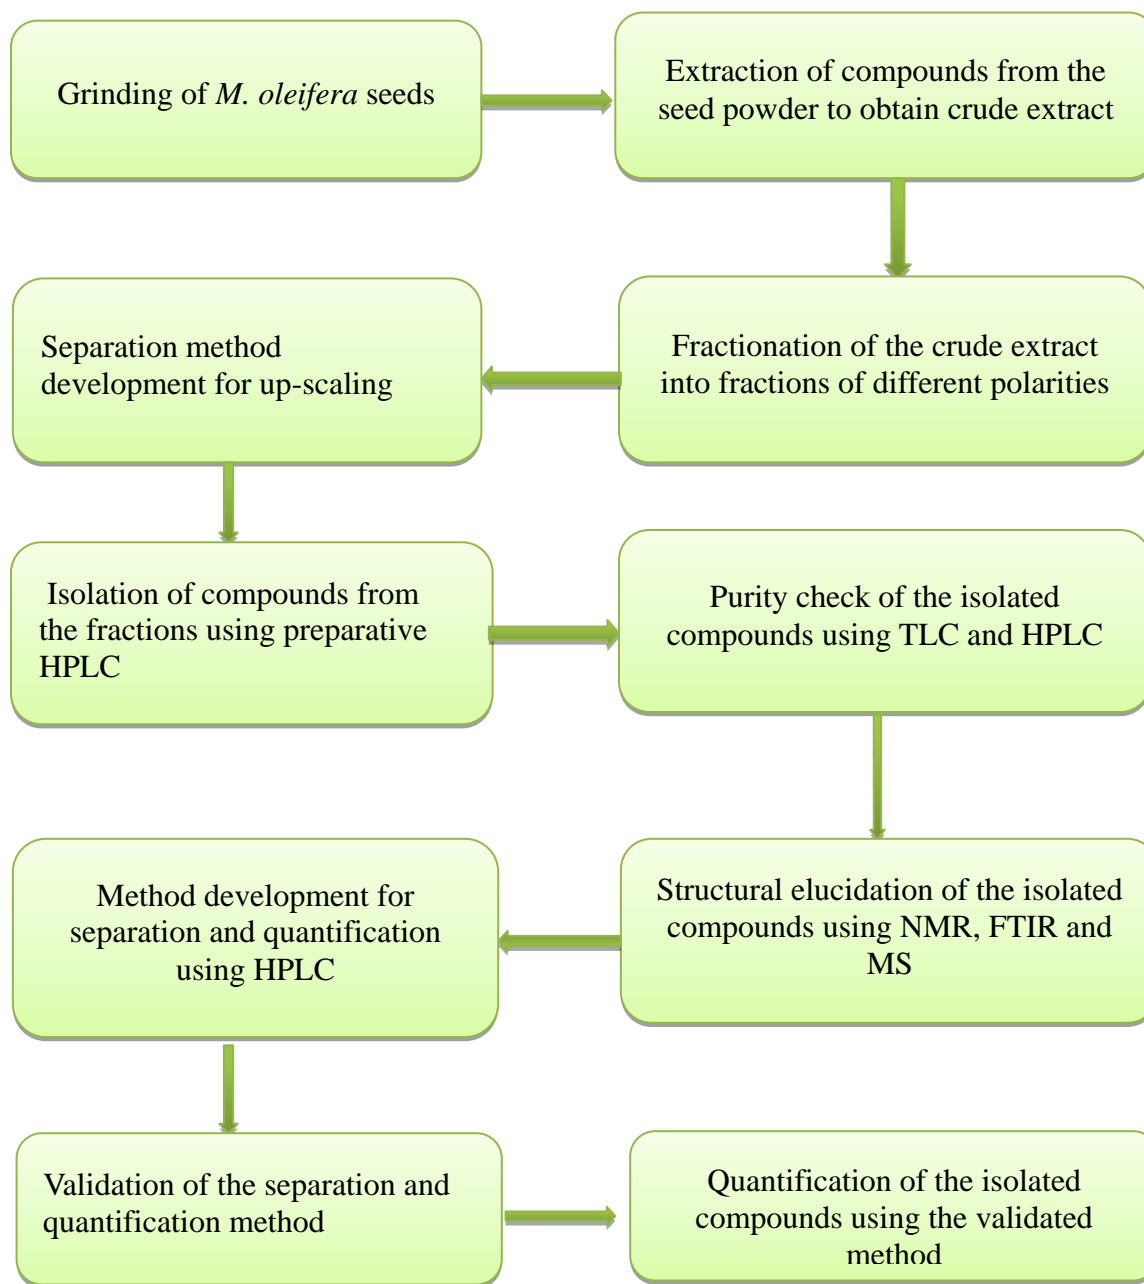 Grinding of M. oleifera seeds
Extraction of compounds from the
seed powder to obtain crude extract
Fractionation of the crude extract
into fractions of different polarities
Separation method
development for up-scaling
Isolation of compounds from
the fractions using preparative
HPLC
Purity check of the isolated
compounds using TLC and HPLC
Structural elucidation of the isolated
compounds using NMR, FTIR and
MS
Method development for
separation and quantification
using HPLC
Validation of the separation and
quantification method
Quantification of the isolated
compounds using the validated
method